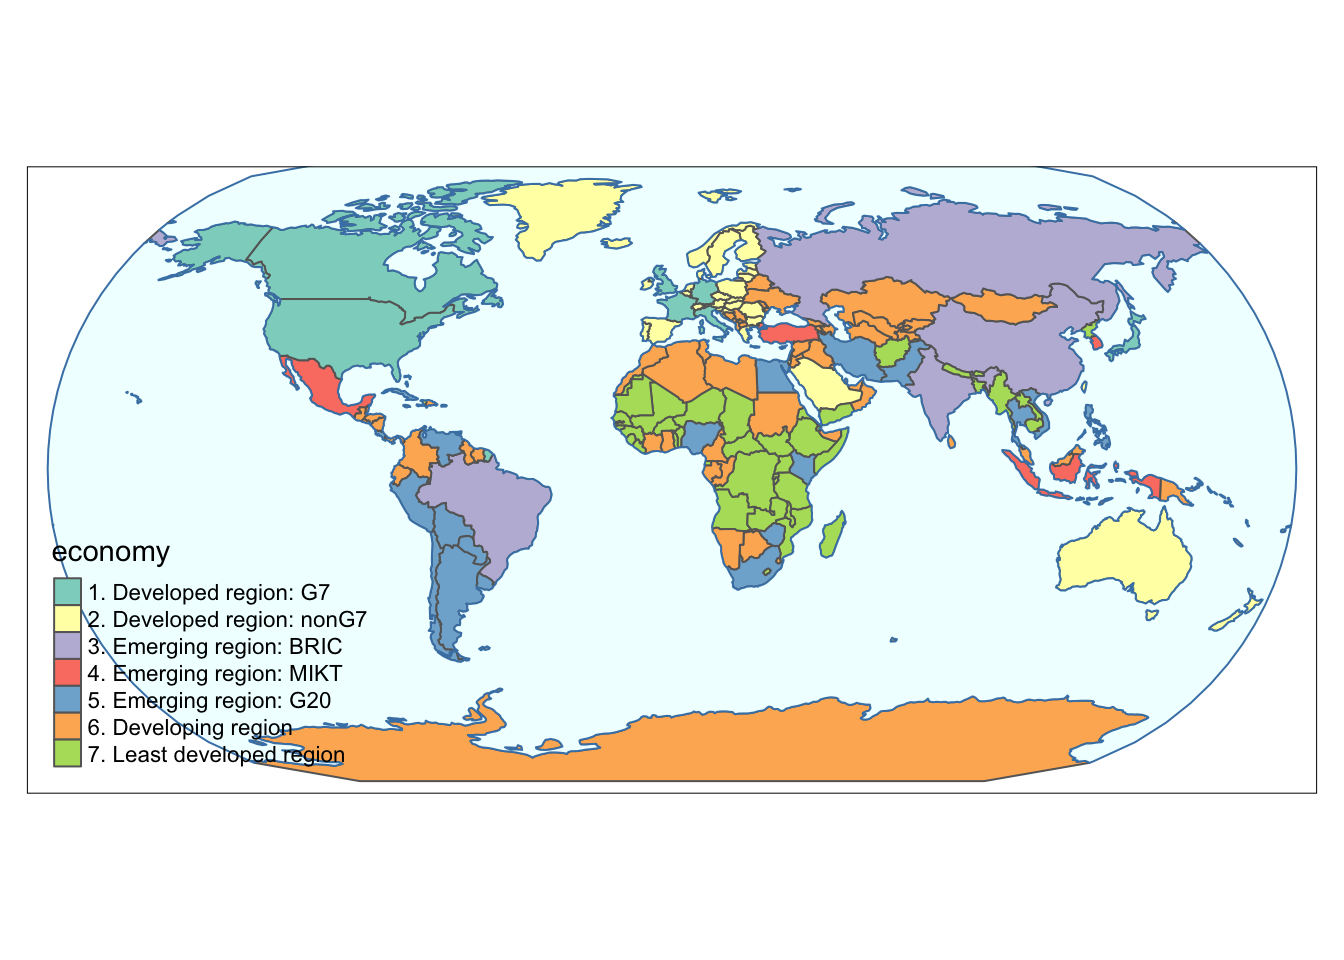 economy
1. Developed region: G7
2. Developed region: nonG7
3. Emerging region: BRIC
4. Emerging region: MIKT
5. Emerging region: G20
6. Developing region
7. Least developed region